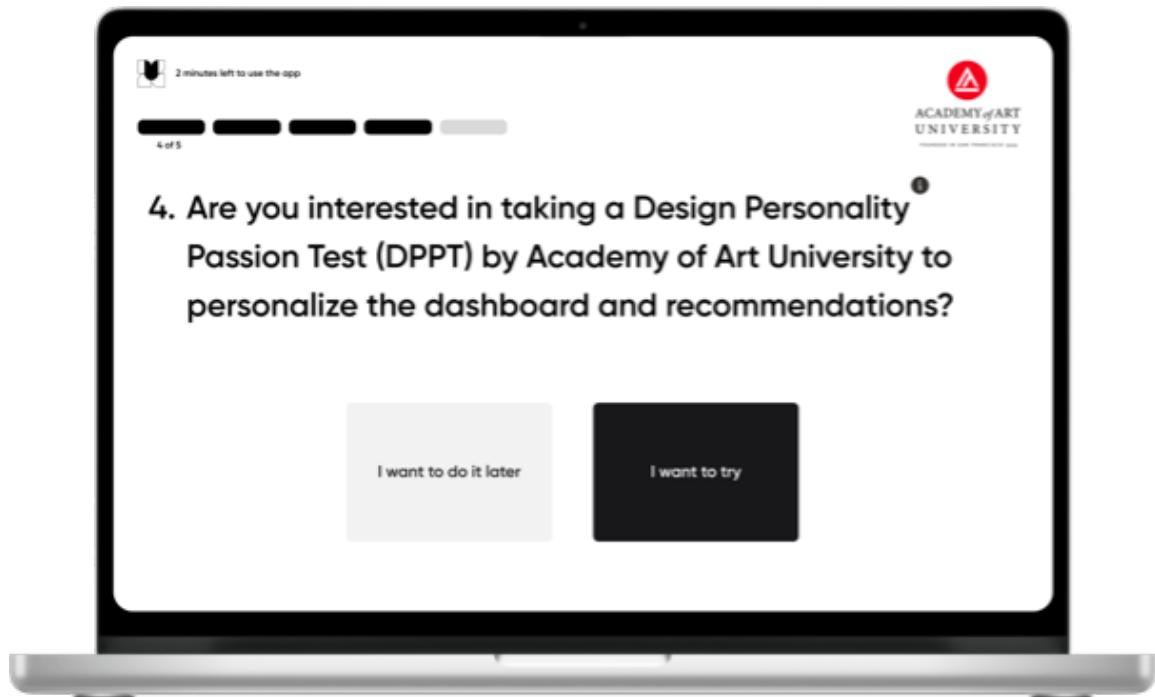 2 minutes left to use the app
ACADEMY of ART
UNIVERSITY
4 of 5
4. Are you interested in taking a Design Personality
Passion Test (DPPT) by Academy of Art University to
personalize the dashboard and recommendations?
I want to do it later
I want to try